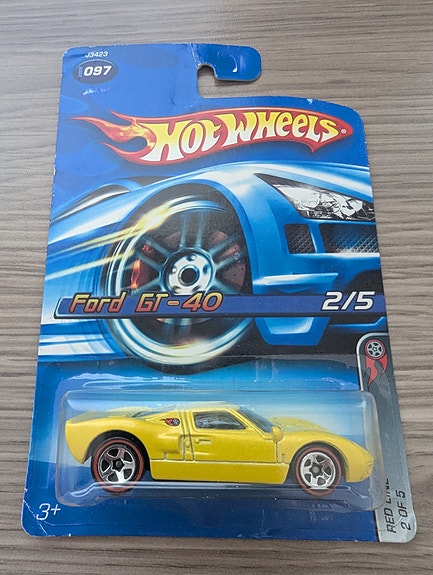 J3423
097
HOT WHEELS
Ford GT-40
2/5
3+
RED LINE
2 OF 5